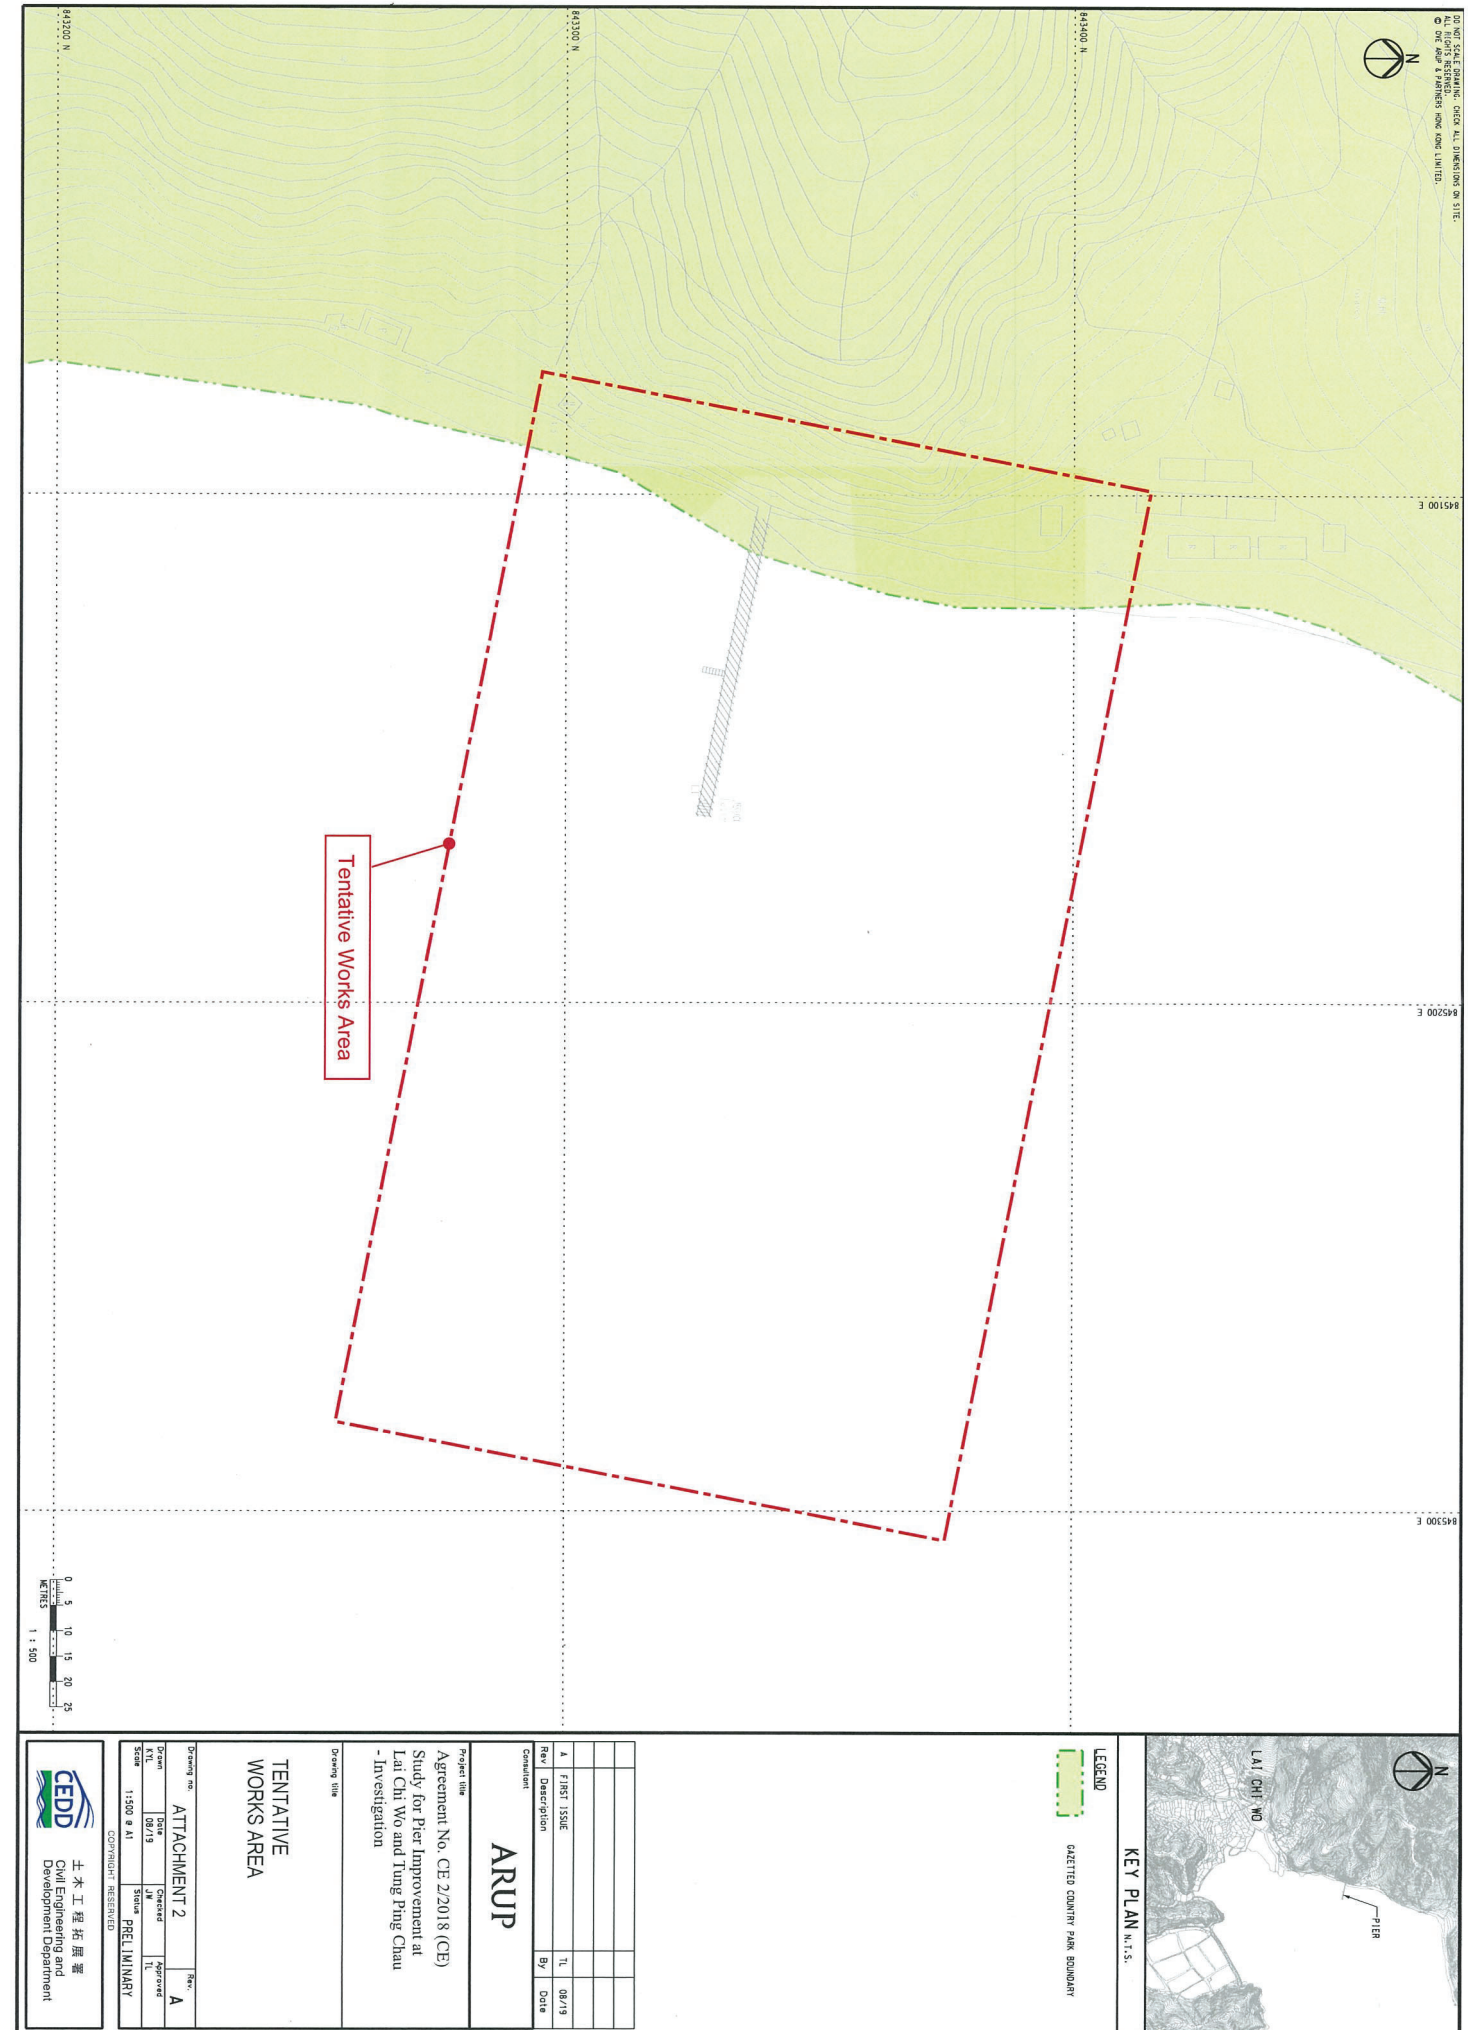 DO NOT SCALE DRAWING. CHECK ALL DIMENSIONS ON SITE.
ALL RIGHTS RESERVED.
© OVE ARUP & PARTNERS HONG KONG LIMITED.
N
843400 N
843300 N
843200 N
845100 E
845200 E
845300 E
Tentative Works Area
0 5 10 15 20 25
METRES
1 : 500
N
LAI CHI WO
PIER
KEY PLAN N.T.S.
LEGEND
GAZETTED COUNTRY PARK BOUNDARY
A FIRST ISSUE TL 08/19
Rev Description By Date
Consultant
ARUP
Project title
Agreement No. CE 2/2018 (CE)
Study for Pier Improvement at
Lai Chi Wo and Tung Ping Chau
- Investigation
Drawing title
TENTATIVE
WORKS AREA
Drawing no. Rev.
ATTACHMENT 2 A
Drawn Date Checked Approved
KYL 08/19 JW TL
Scale 1:500 @ A1 Status PRELIMINARY
COPYRIGHT RESERVED
CEDD
土木工程拓展署
Civil Engineering and
Development Department